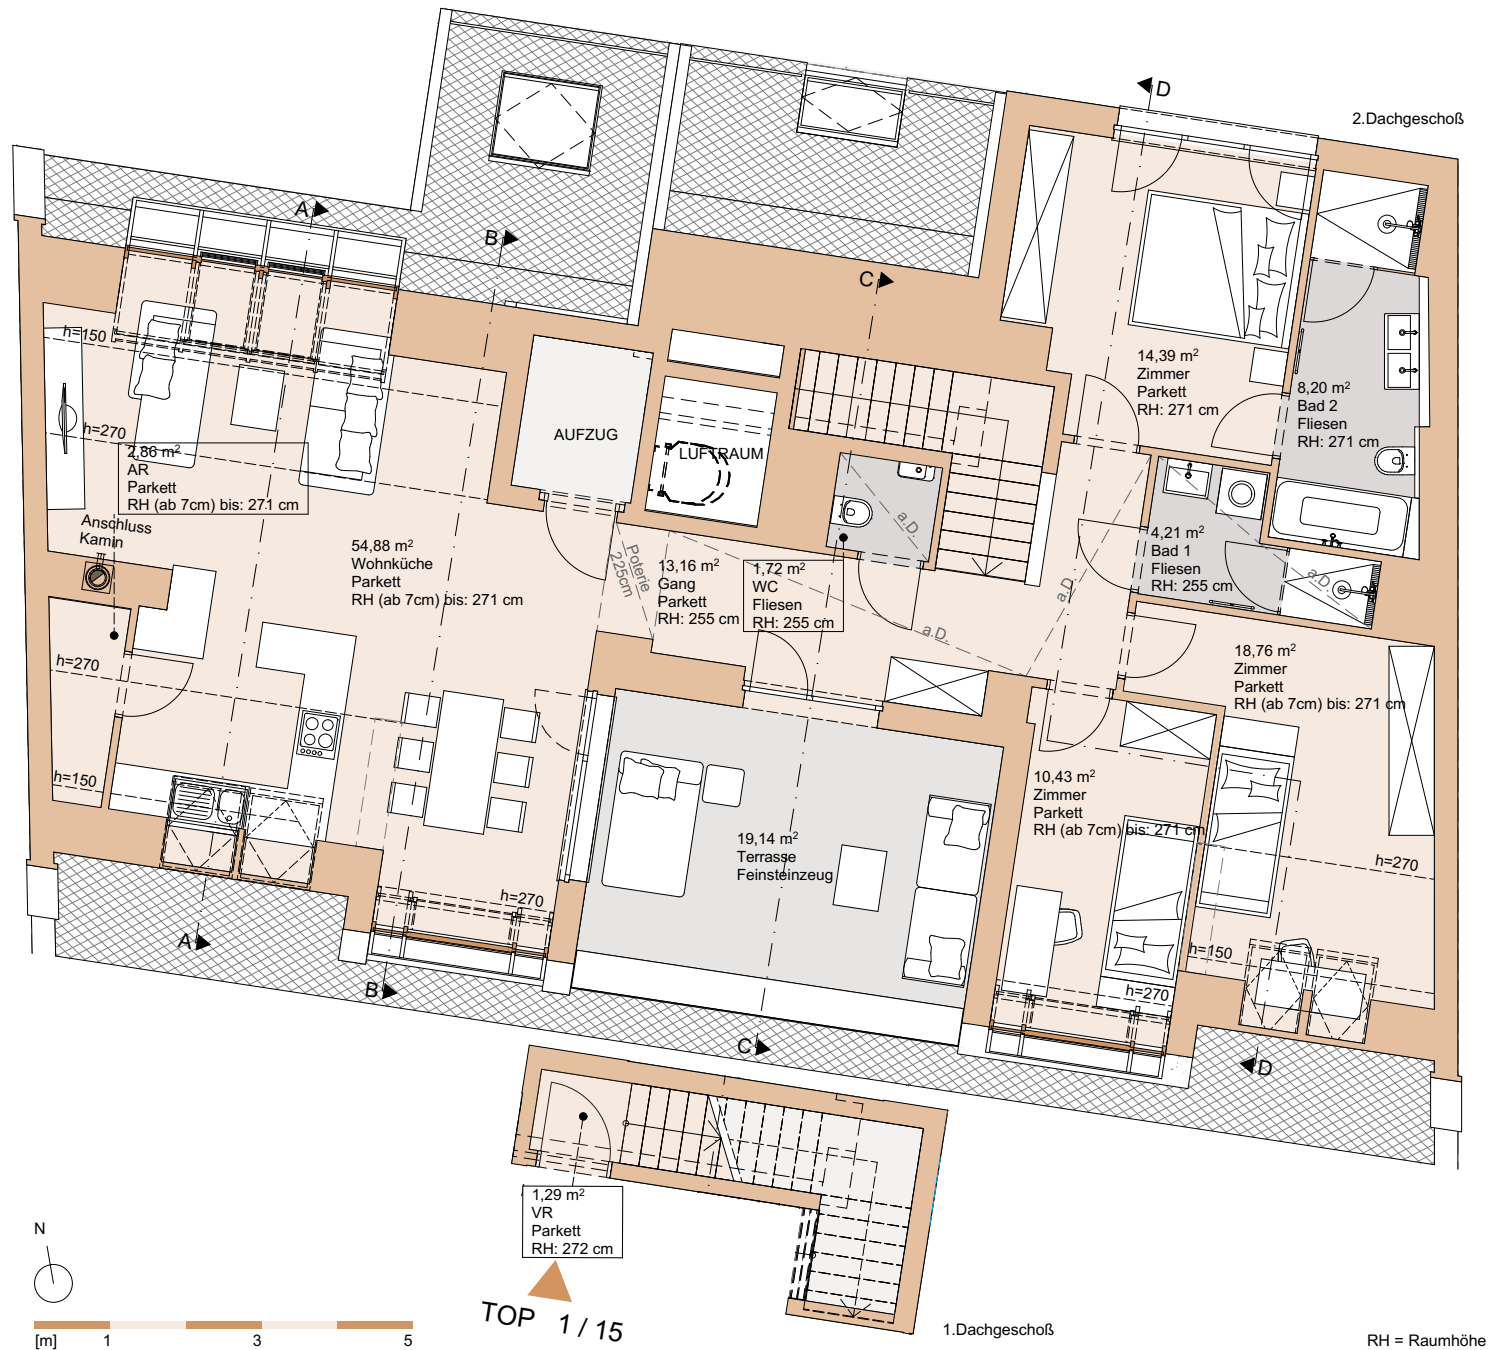 2.Dachgeschoß
D
A
B
C
h=150
h=270
2,86 m²
AR
Parkett
RH (ab 7cm) bis: 271 cm
Anschluss
Kamin
AUFZUG
LUFTRAUM
14,39 m²
Zimmer
Parkett
RH: 271 cm
8,20 m²
Bad 2
Fliesen
RH: 271 cm
54,88 m²
Wohnküche
Parkett
RH (ab 7cm) bis: 271 cm
Poterie
225cm
13,16 m²
Gang
Parkett
RH: 255 cm
1,72 m²
WC
Fliesen
RH: 255 cm
a.D.
a.D.
a.D.
a.D.
4,21 m²
Bad 1
Fliesen
RH: 255 cm
18,76 m²
Zimmer
Parkett
RH (ab 7cm) bis: 271 cm
h=270
h=150
10,43 m²
Zimmer
Parkett
RH (ab 7cm) bis: 271 cm
19,14 m²
Terrasse
Feinsteinzeug
h=270
h=270
h=150
h=270
A
B
C
D
1,29 m²
VR
Parkett
RH: 272 cm
TOP 1 / 15
N
[m] 1 3 5
1.Dachgeschoß
RH = Raumhöhe